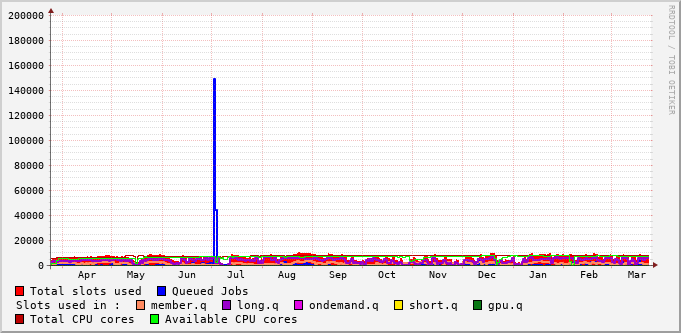 200000
180000
160000
140000
120000
100000
80000
60000
40000
20000
0
Apr May Jun Jul Aug Sep Oct Nov Dec Jan Feb Mar
Total slots used Queued Jobs
Slots used in : member.q long.q ondemand.q short.q gpu.q
Total CPU cores Available CPU cores
RRDTOOL / TOBI OETIKER